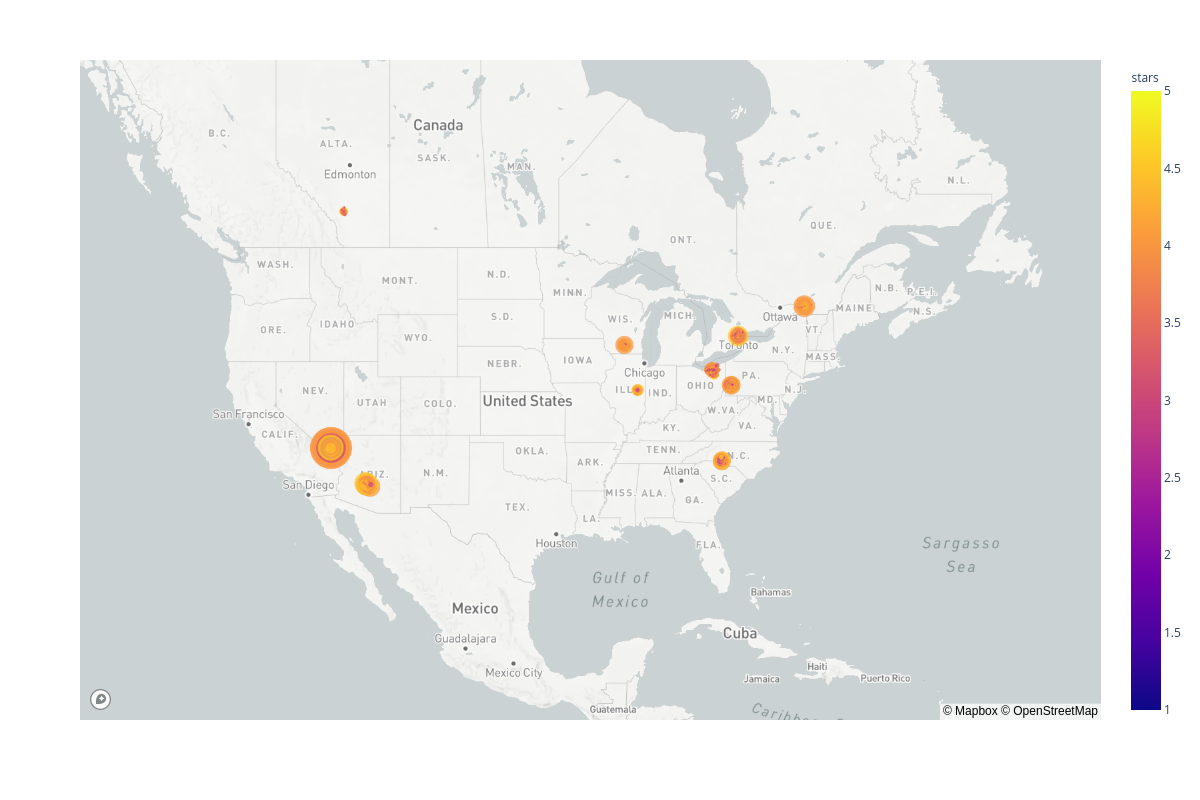 stars
5
4.5
4
3.5
3
2.5
2
1.5
1
Canada
B.C.
ALTA.
SASK.
MAN.
Edmonton
N.L.
QUE.
ONT.
WASH.
MONT.
N.D.
MINN.
N.B.
P.E.I.
MAINE
N.S.
ORE.
IDAHO
S.D.
WIS.
MICH.
Ottawa
VT.
WYO.
Toronto
N.Y.
MASS.
NEBR.
IOWA
Chicago
PA.
NEV.
UTAH
COLO.
United States
ILL.
IND.
OHIO
N.J.
MD.
San Francisco
CALIF.
W.VA.
VA.
KY.
OKLA.
TENN.
N.C.
ARIZ.
N.M.
ARK.
Atlanta
S.C.
San Diego
MISS.
ALA.
GA.
TEX.
LA.
Houston
FLA.
Sargasso
Sea
Gulf of
Mexico
Bahamas
Mexico
Cuba
Guadalajara
Mexico City
Haiti
Jamaica
Puerto Rico
Guatemala
© Mapbox © OpenStreetMap